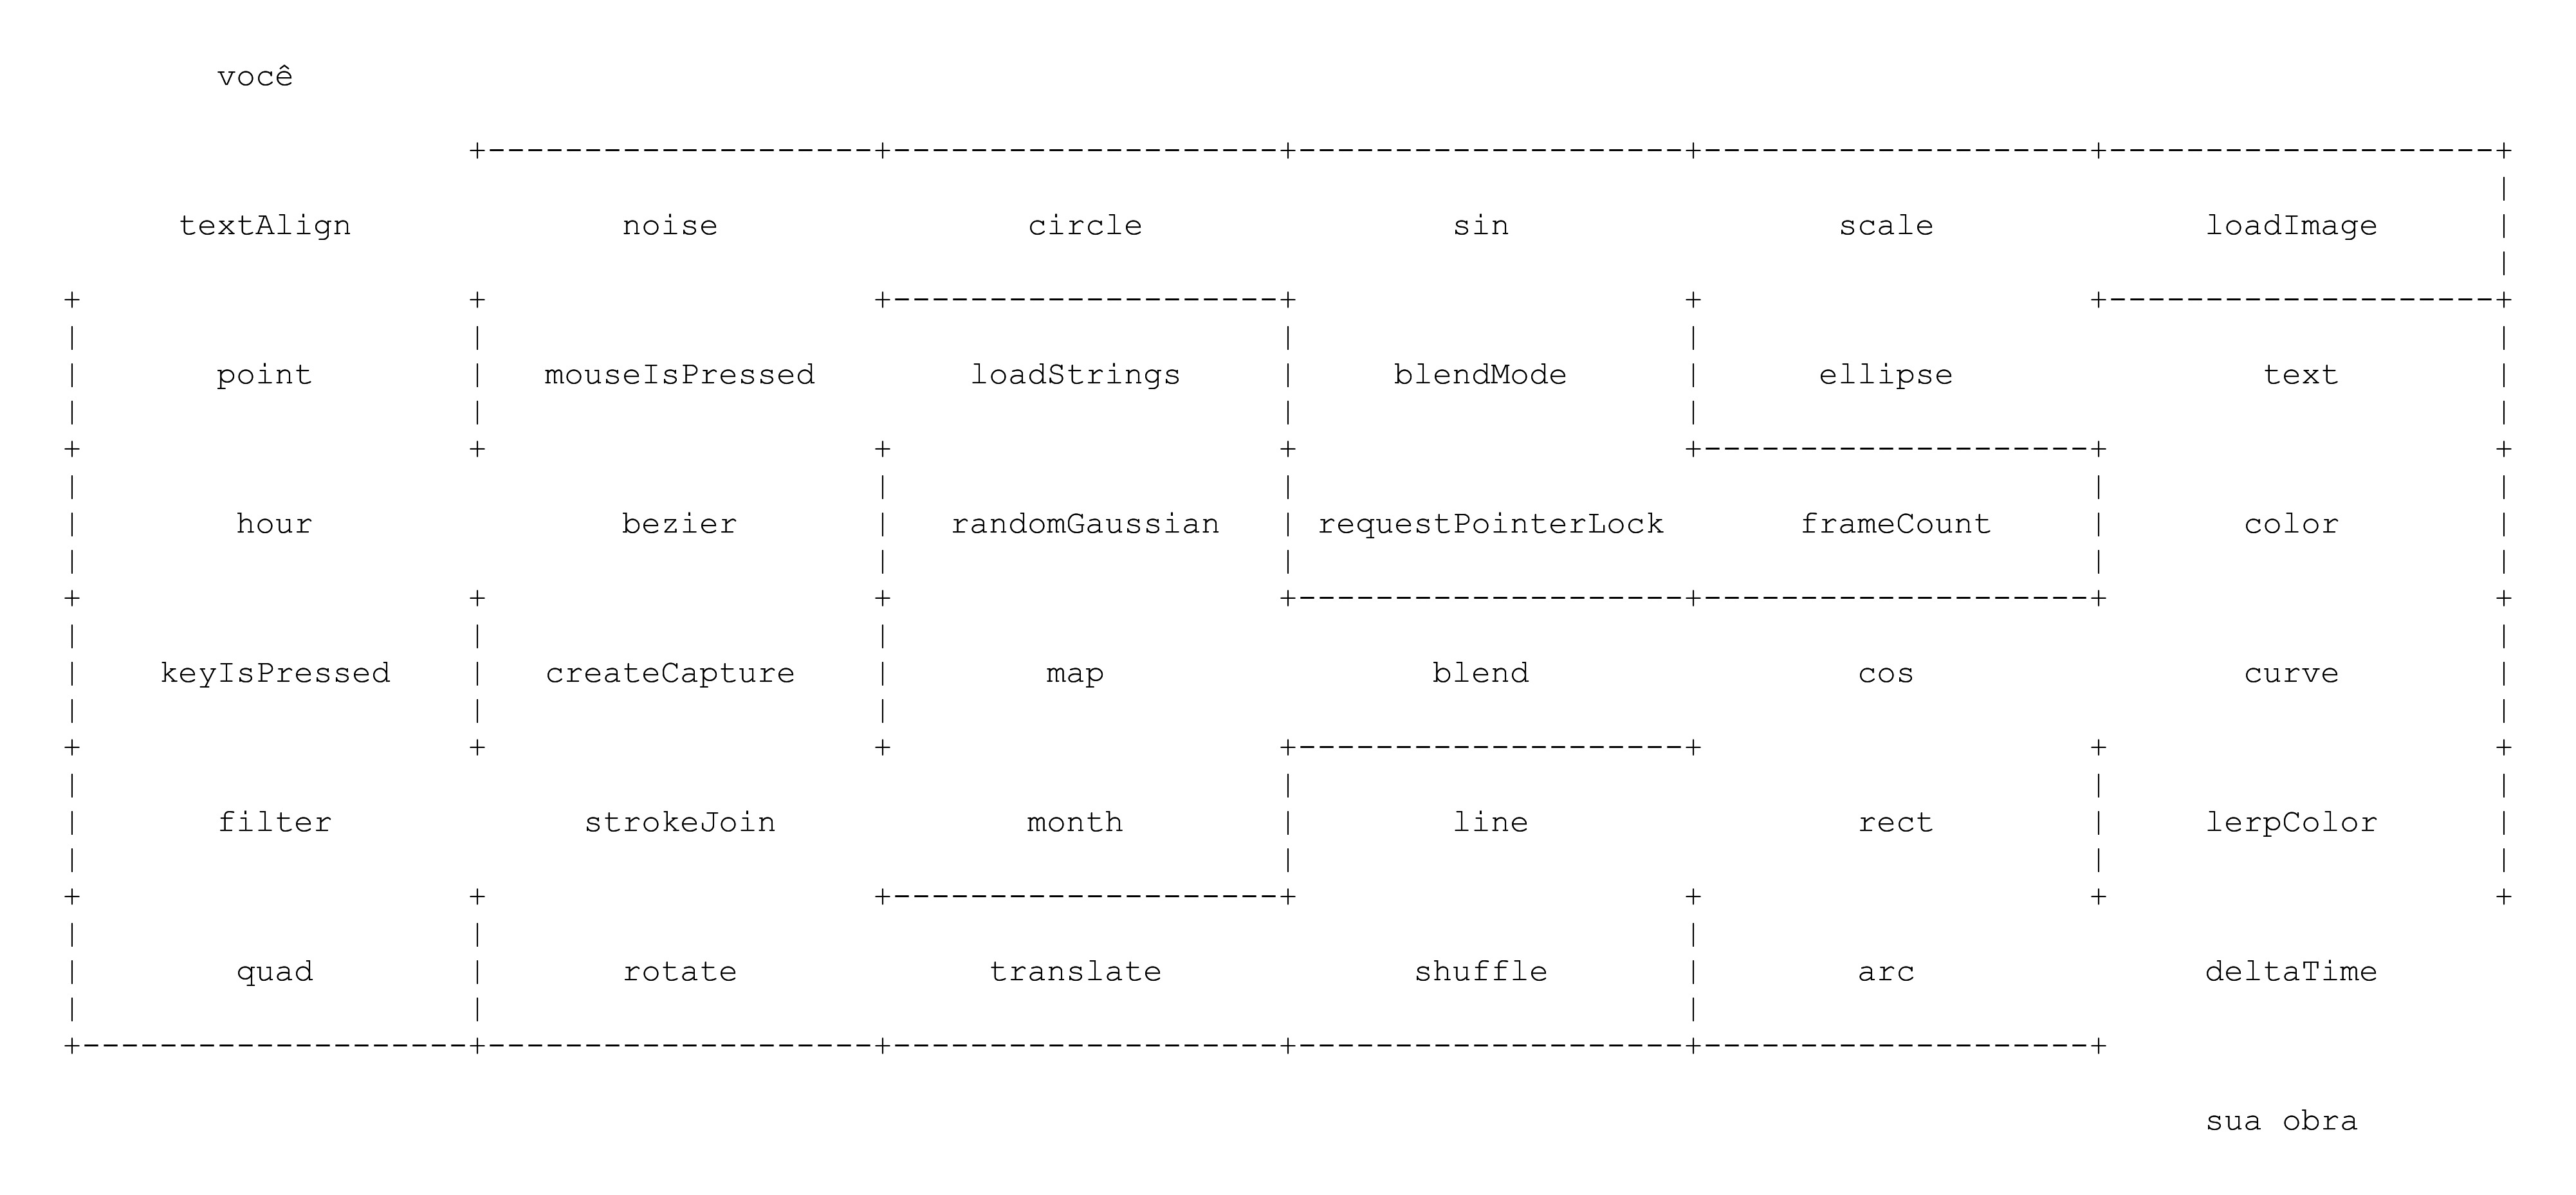 você
textAlign noise circle sin scale loadImage
point mouseIsPressed loadStrings blendMode ellipse text
hour bezier randomGaussian requestPointerLock frameCount color
keyIsPressed createCapture map blend cos curve
filter strokeJoin month line rect lerpColor
quad rotate translate shuffle arc deltaTime
sua obra